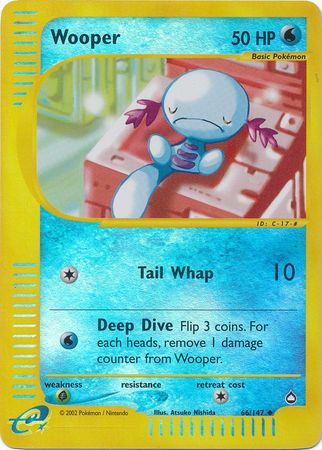 Wooper 50 HP
Basic Pokémon
ID: C-17-#
Tail Whap 10
Deep Dive Flip 3 coins. For
each heads, remove 1 damage
counter from Wooper.
weakness resistance retreat cost
© 2002 Pokémon / Nintendo Illus. Atsuko Nishida 66/147
e